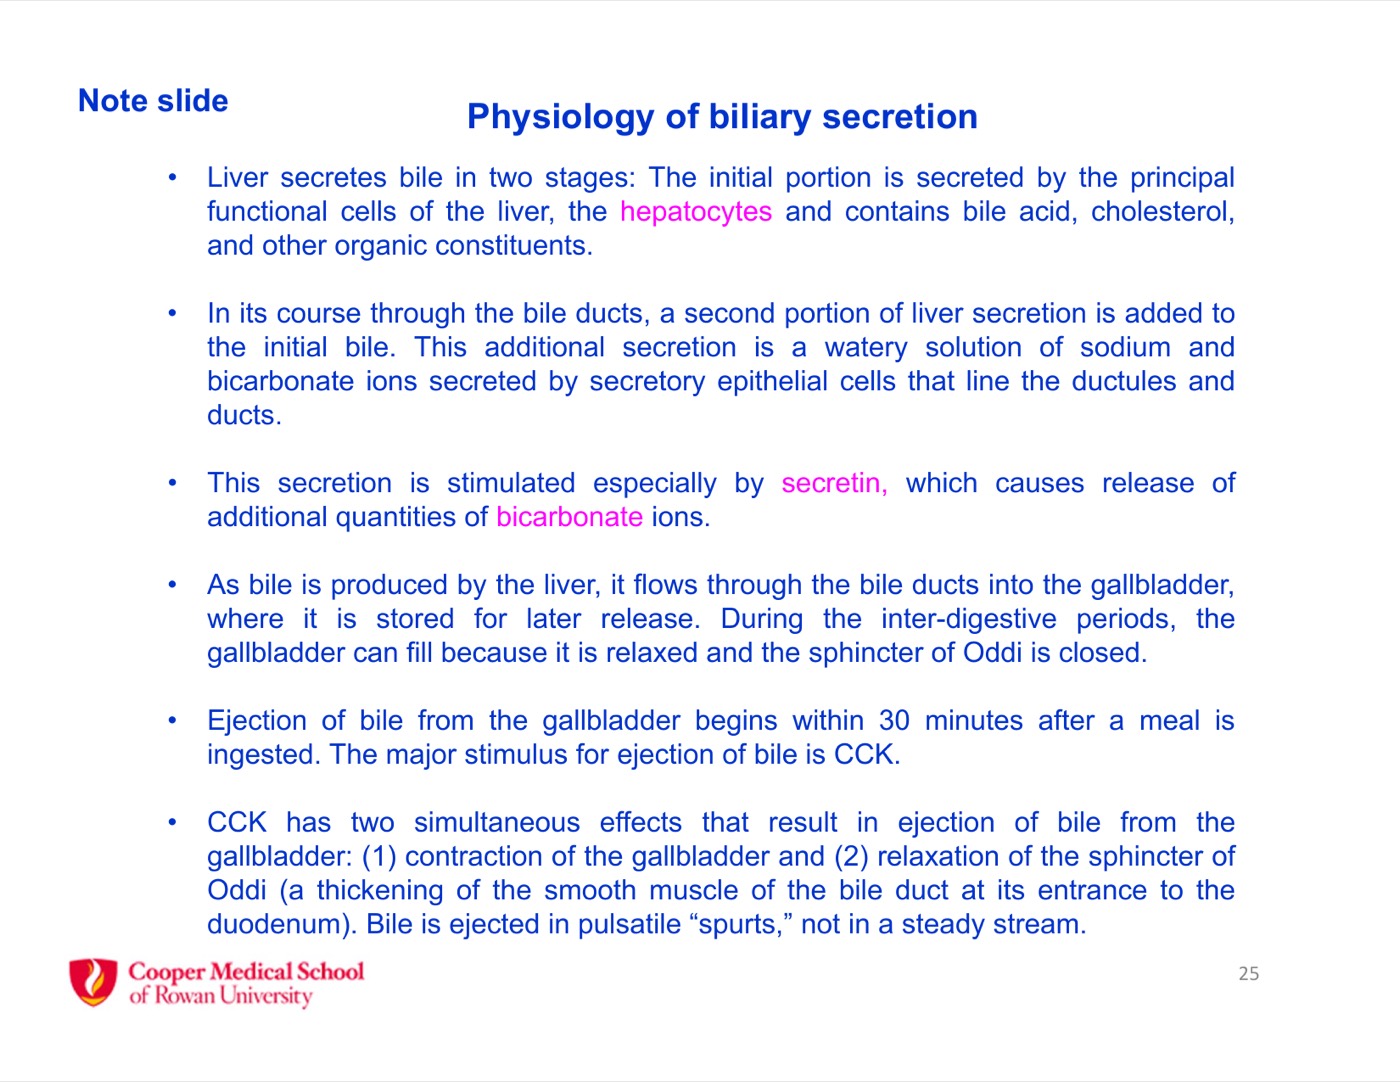 Note slide
Physiology of biliary secretion
• Liver secretes bile in two stages: The initial portion is secreted by the principal
functional cells of the liver, the hepatocytes and contains bile acid, cholesterol,
and other organic constituents.
• In its course through the bile ducts, a second portion of liver secretion is added to
the initial bile. This additional secretion is a watery solution of sodium and
bicarbonate ions secreted by secretory epithelial cells that line the ductules and
ducts.
• This secretion is stimulated especially by secretin, which causes release of
additional quantities of bicarbonate ions.
• As bile is produced by the liver, it flows through the bile ducts into the gallbladder,
where it is stored for later release. During the inter-digestive periods, the
gallbladder can fill because it is relaxed and the sphincter of Oddi is closed.
• Ejection of bile from the gallbladder begins within 30 minutes after a meal is
ingested. The major stimulus for ejection of bile is CCK.
• CCK has two simultaneous effects that result in ejection of bile from the
gallbladder: (1) contraction of the gallbladder and (2) relaxation of the sphincter of
Oddi (a thickening of the smooth muscle of the bile duct at its entrance to the
duodenum). Bile is ejected in pulsatile “spurts,” not in a steady stream.
Cooper Medical School
of Rowan University
25